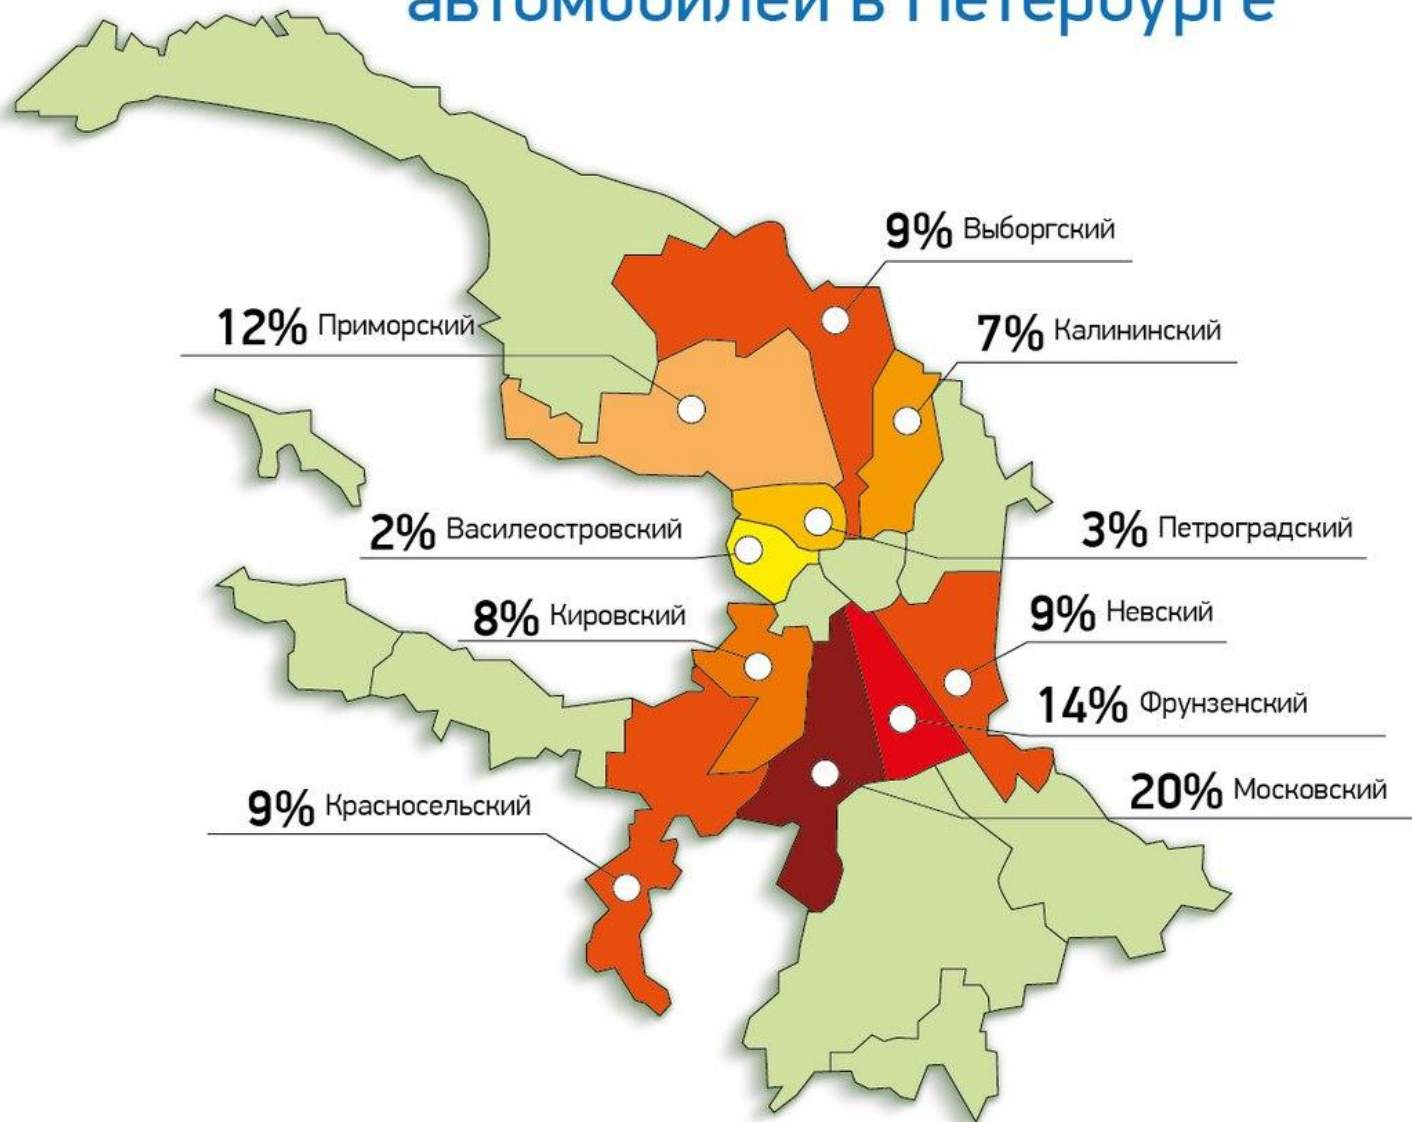 автомобилей в Петербурге
9% Выборгский
12% Приморский
7% Калининский
2% Василеостровский
3% Петроградский
8% Кировский
9% Невский
14% Фрунзенский
20% Московский
9% Красносельский